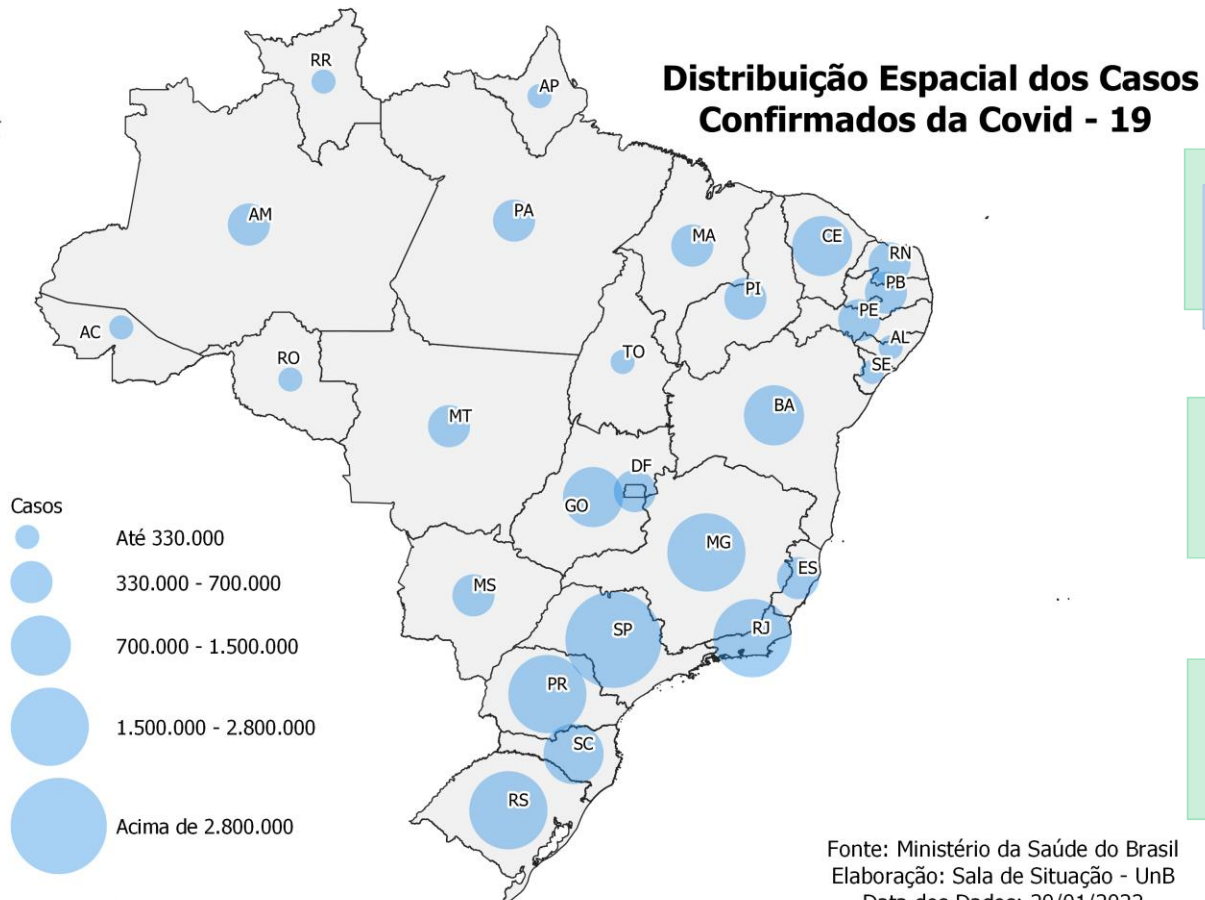 Distribuição Espacial dos Casos
Confirmados da Covid - 19
RR
AP
AM
PA
MA
CE
RN
PB
PI
PE
AC
AL
RO
TO
SE
MT
BA
DF
GO
MG
ES
MS
SP
RJ
PR
SC
RS
Casos
Até 330.000
330.000 - 700.000
700.000 - 1.500.000
1.500.000 - 2.800.000
Acima de 2.800.000
Fonte: Ministério da Saúde do Brasil
Elaboração: Sala de Situação - UnB
Data dos Dados: